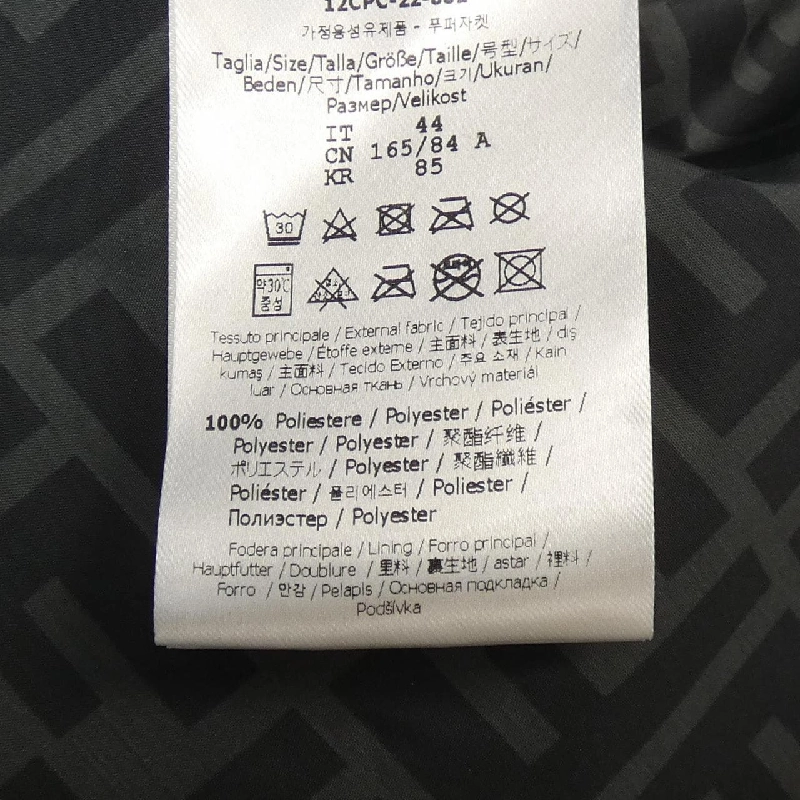 가정용섬유제품 - 푸퍼자켓
Taglia/Size/Talla/Größe/Taille/号型/サイズ/
Beden/尺寸/Tamanho/크기/Ukuran/
Размер/Velikost
IT 44
CN 165/84 A
KR 85
30
약30℃
중성
Tessuto principale / External fabric / Tejido principal /
Hauptgewebe / Étoffe externe / 主面料 / 表生地 / dış
kumaş / 主面料 / Tecido Externo / 주요 소재 / Kain
luar / Основная ткань / Vrchový materiál
100% Poliestere / Polyester / Poliéster /
Polyester / Polyester / 聚酯纤维 /
ポリエステル / Polyester / 聚酯纖維 /
Poliéster / 폴리에스터 / Poliester /
Полиэстер / Polyester
Fodera principale / Lining / Forro principal /
Hauptfutter / Doublure / 里料 / 裏生地 / astar / 裡料 /
Forro / 안감 / Pelapis / Основная подкладка /
Podšívka